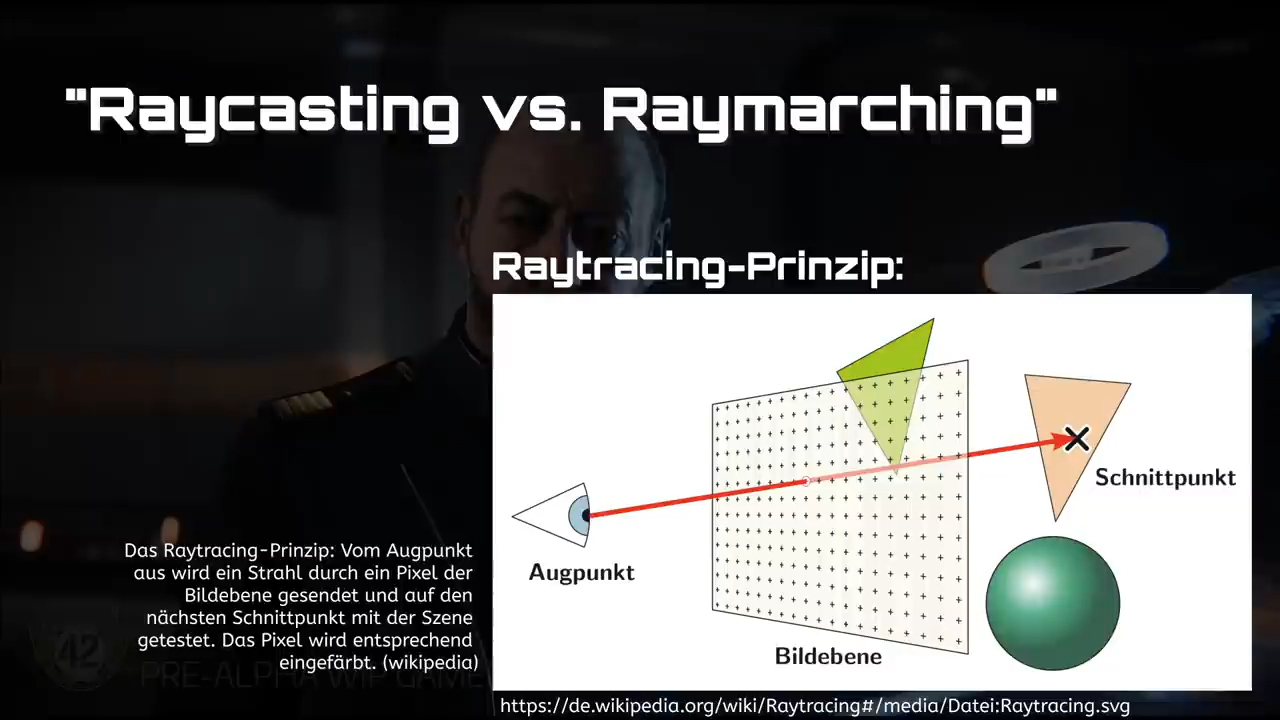 "Raycasting vs. Raymarching"
Raytracing-Prinzip:
Schnittpunkt
Augpunkt
Bildebene
Das Raytracing-Prinzip: Vom Augpunkt
aus wird ein Strahl durch ein Pixel der
Bildebene gesendet und auf den
nächsten Schnittpunkt mit der Szene
getestet. Das Pixel wird entsprechend
eingefärbt. (wikipedia)
42
PRE-ALPHA WIP GAME
https://de.wikipedia.org/wiki/Raytracing#/media/Datei:Raytracing.svg